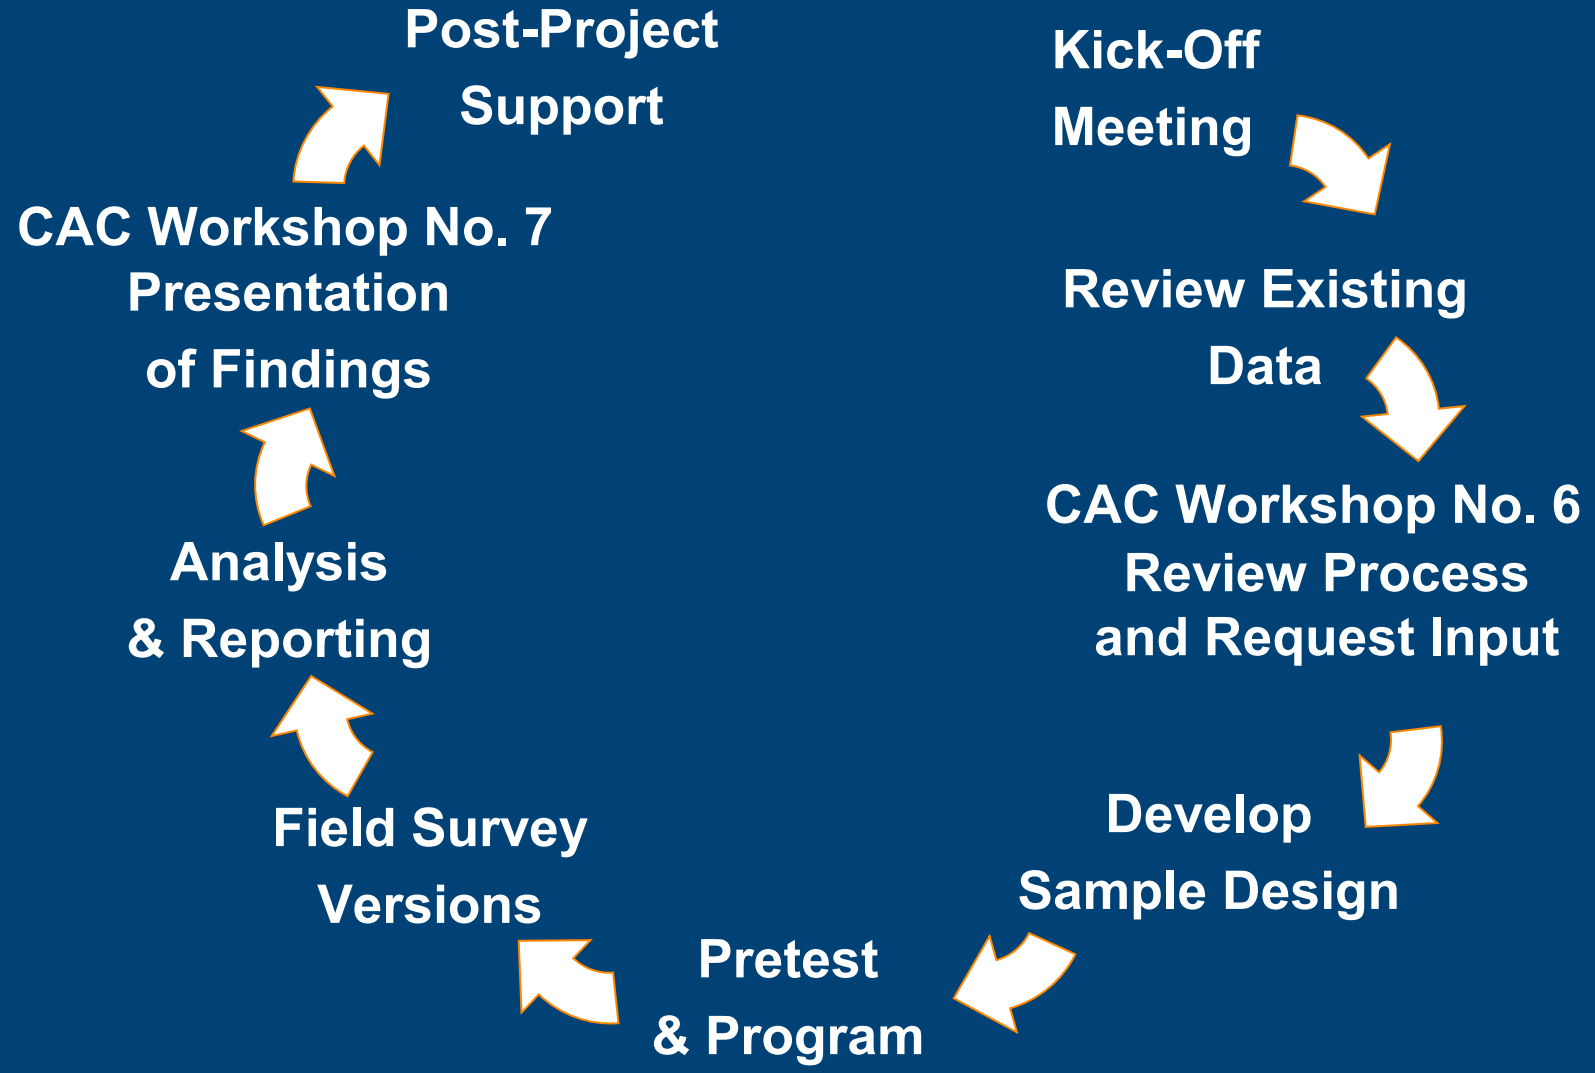 Kick-Off
Meeting
Review Existing
Data
CAC Workshop No. 6
Review Process
and Request Input
Develop
Sample Design
Pretest
& Program
Field Survey
Versions
Analysis
& Reporting
CAC Workshop No. 7
Presentation
of Findings
Post-Project
Support